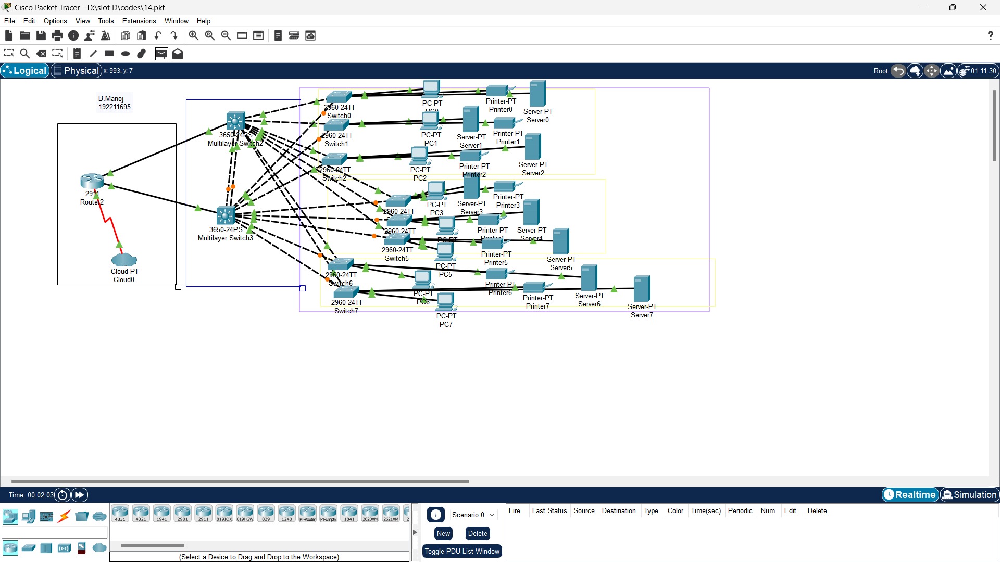 Cisco Packet Tracer - D:\slot D\codes\14.pkt
File Edit Options View Tools Extensions Window Help
Logical Physical x: 993, y: 7
Root 01:11:30
B.Manoj
192211695
2911
Router2
Cloud-PT
Cloud0
3650-24PS
Multilayer Switch2
3650-24PS
Multilayer Switch3
2960-24TT
Switch0
2960-24TT
Switch1
2960-24TT
Switch2
2960-24TT
2960-24TT
2960-24TT
Switch5
2960-24TT
Switch6
2960-24TT
Switch7
PC-PT
PC0
PC-PT
PC1
PC-PT
PC2
PC-PT
PC3
PC-PT
PC-PT
PC5
PC-PT
PC6
PC-PT
PC7
Printer-PT
Printer0
Printer-PT
Printer1
Printer-PT
Printer2
Printer-PT
Printer3
Printer-PT
Printer4
Printer-PT
Printer5
Printer-PT
Printer6
Printer-PT
Printer7
Server-PT
Server0
Server-PT
Server1
Server-PT
Server2
Server-PT
Server3
Server-PT
Server4
Server-PT
Server5
Server-PT
Server6
Server-PT
Server7
Time: 00:02:03
Realtime Simulation
4331 4321 1941 2901 2911 819IOX 819HGW 829 1240 PT-Router PT-Empty 1841 2620XM 2621XM
(Select a Device to Drag and Drop to the Workspace)
Scenario 0
New Delete
Toggle PDU List Window
Fire Last Status Source Destination Type Color Time(sec) Periodic Num Edit Delete